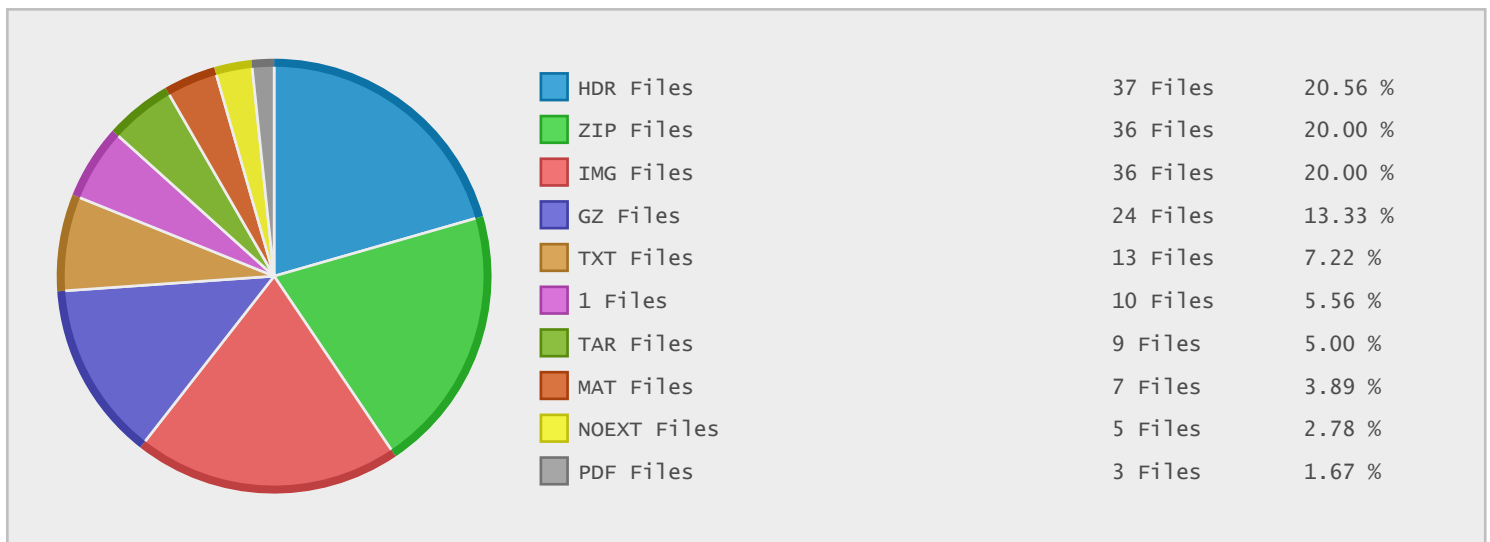 HDR Files 37 Files 20.56 %
ZIP Files 36 Files 20.00 %
IMG Files 36 Files 20.00 %
GZ Files 24 Files 13.33 %
TXT Files 13 Files 7.22 %
1 Files 10 Files 5.56 %
TAR Files 9 Files 5.00 %
MAT Files 7 Files 3.89 %
NOEXT Files 5 Files 2.78 %
PDF Files 3 Files 1.67 %